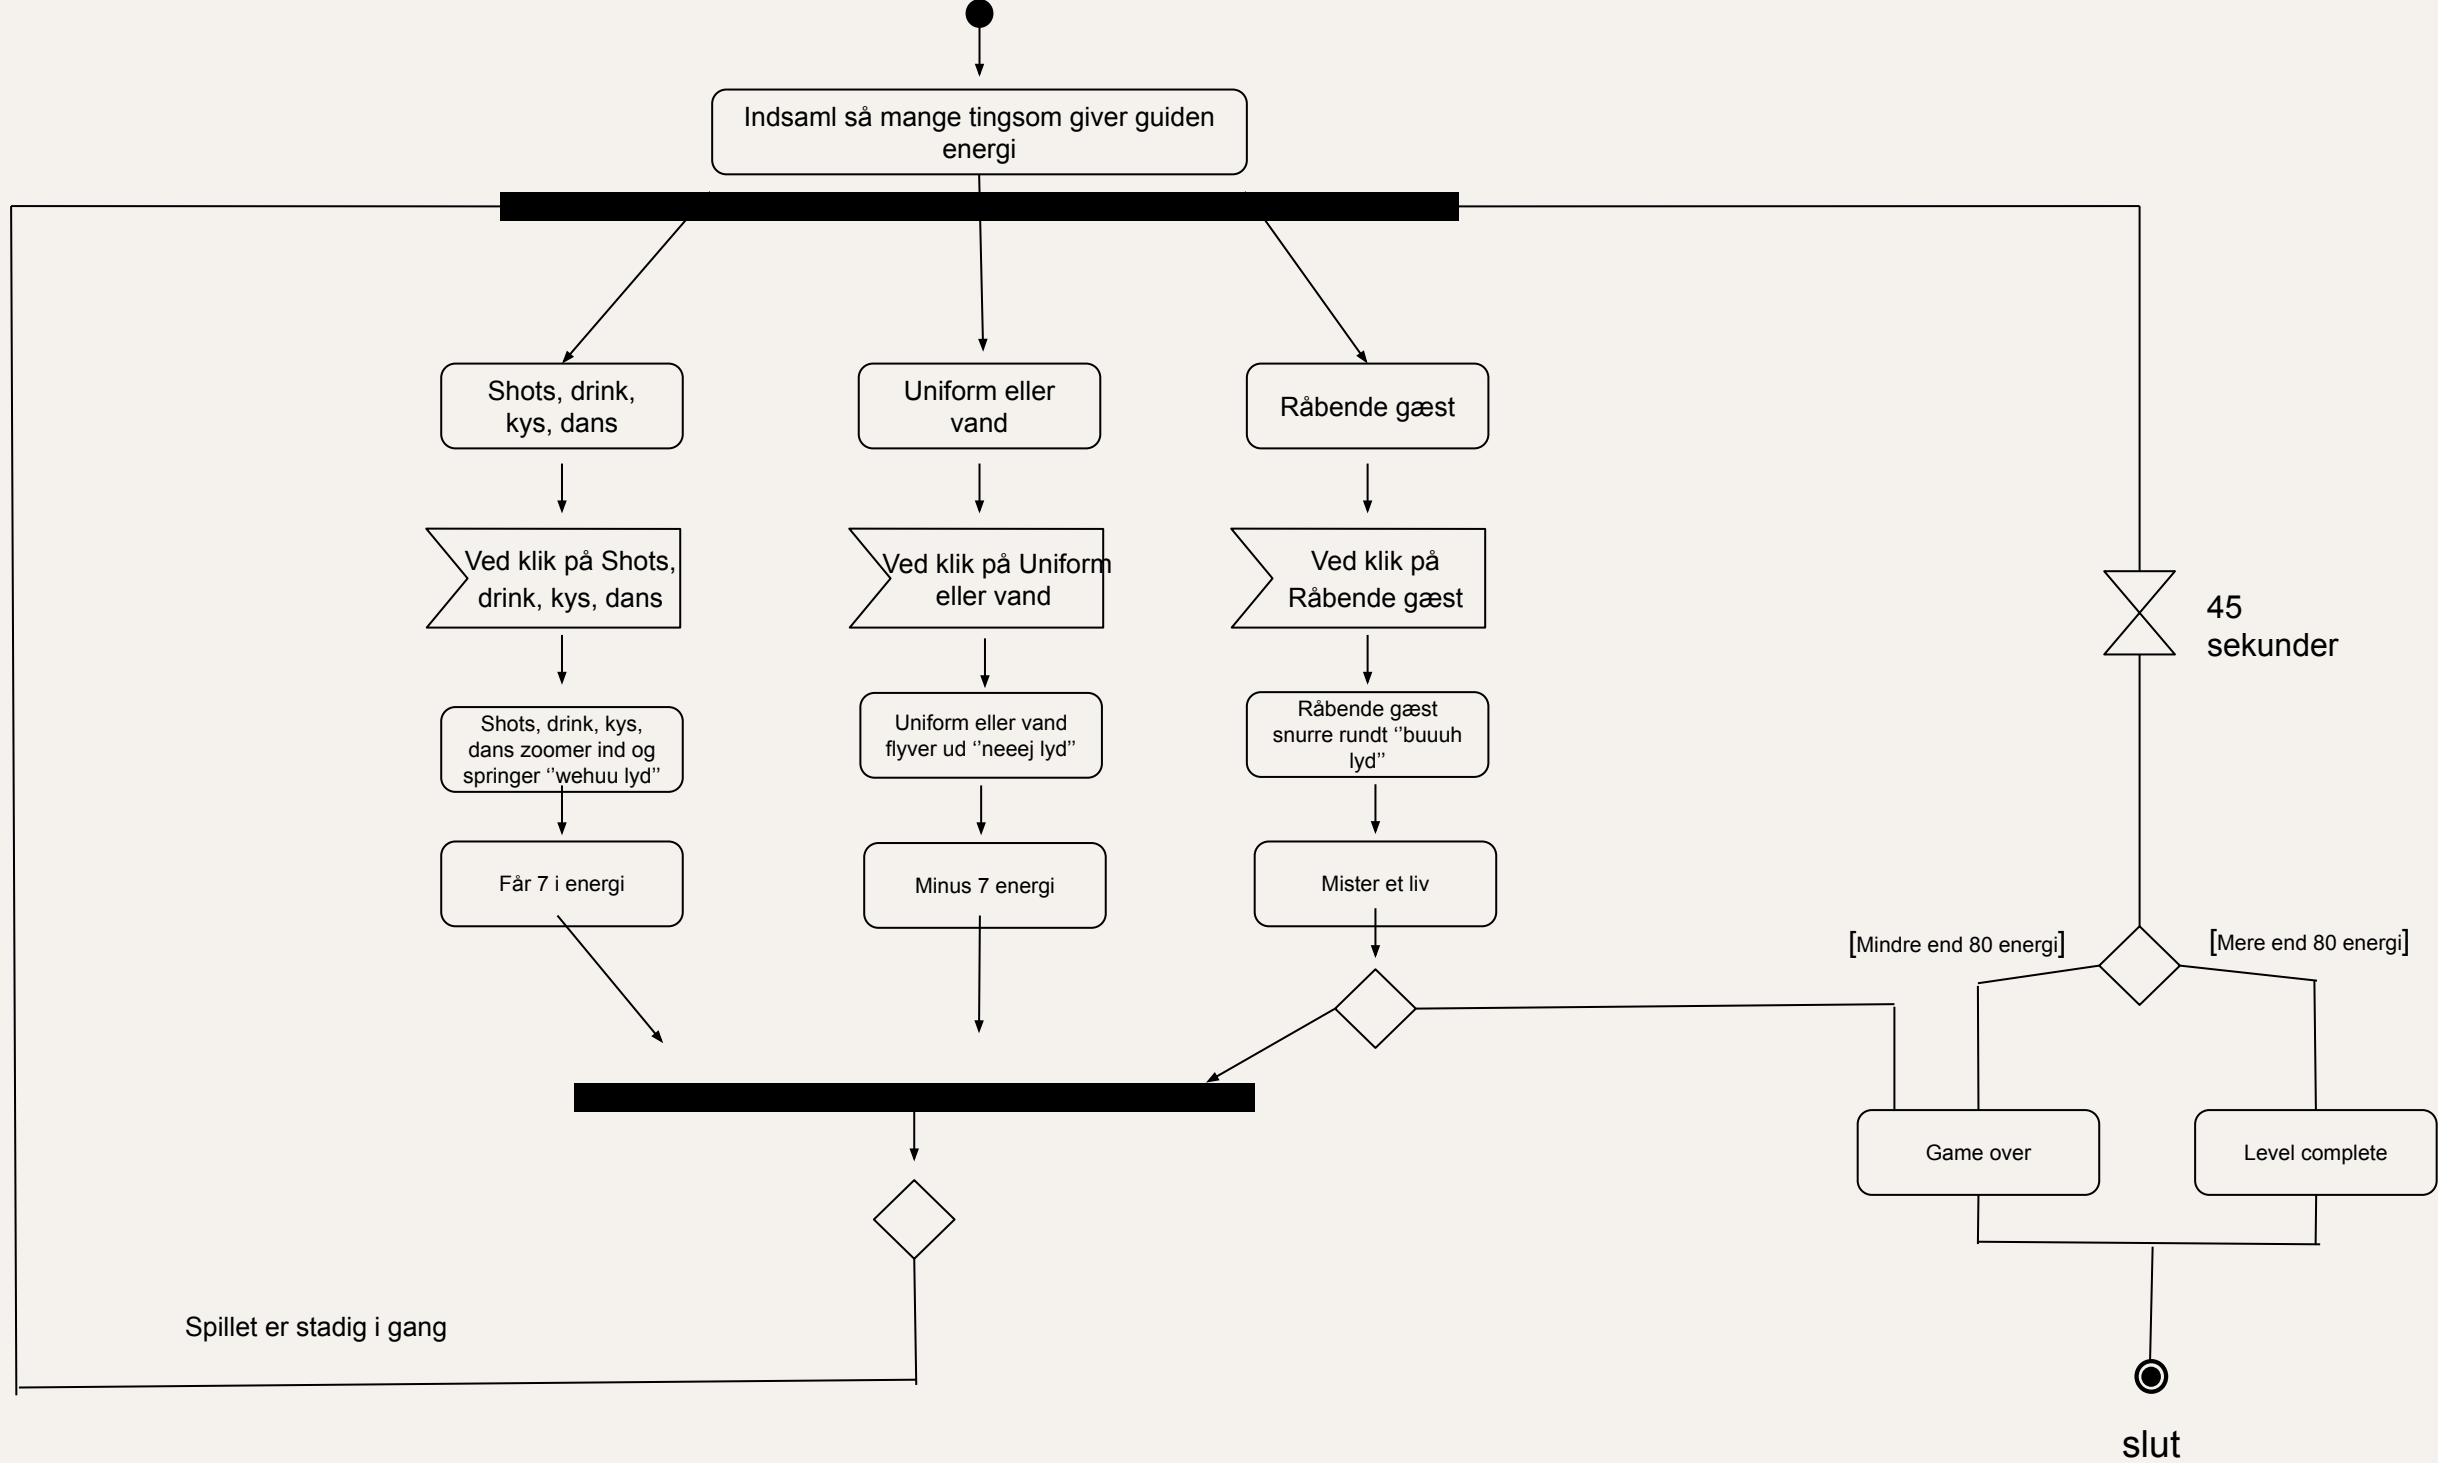 Indsaml så mange tingsom giver guiden
energi
Shots, drink,
kys, dans
Uniform eller
vand
Råbende gæst
Ved klik på Shots,
drink, kys, dans
Ved klik på Uniform
eller vand
Ved klik på
Råbende gæst
45
sekunder
Shots, drink, kys,
dans zoomer ind og
springer ‘’wehuu lyd’’
Uniform eller vand
flyver ud ‘’neeej lyd’’
Råbende gæst
snurre rundt ‘’buuuh
lyd’’
Får 7 i energi
Minus 7 energi
Mister et liv
[Mindre end 80 energi]
[Mere end 80 energi]
Game over
Level complete
Spillet er stadig i gang
slut